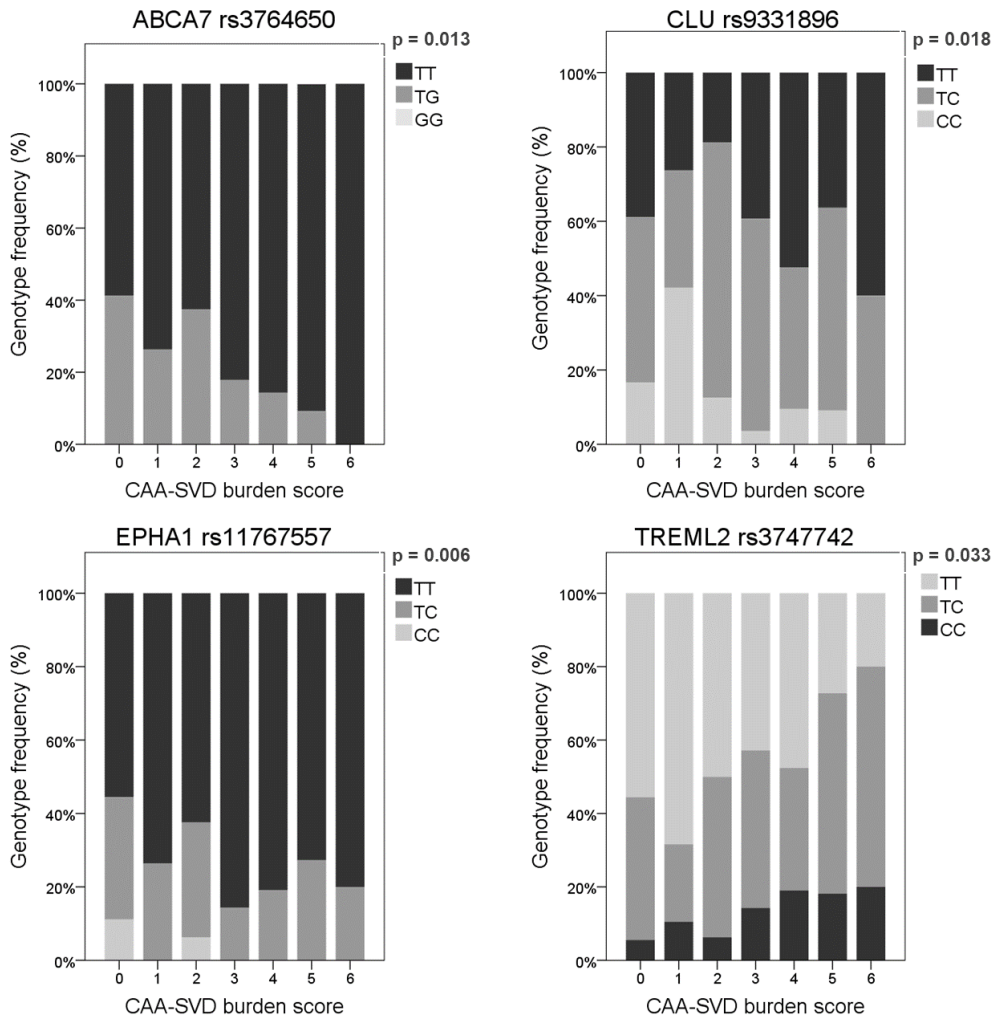 ABCA7 rs3764650
p = 0.013
TT
TG
GG
Genotype frequency (%)
100%
80%
60%
40%
20%
0%
0 1 2 3 4 5 6
CAA-SVD burden score
CLU rs9331896
p = 0.018
TT
TC
CC
Genotype frequency (%)
100%
80%
60%
40%
20%
0%
0 1 2 3 4 5 6
CAA-SVD burden score
EPHA1 rs11767557
p = 0.006
TT
TC
CC
Genotype frequency (%)
100%
80%
60%
40%
20%
0%
0 1 2 3 4 5 6
CAA-SVD burden score
TREML2 rs3747742
p = 0.033
TT
TC
CC
Genotype frequency (%)
100%
80%
60%
40%
20%
0%
0 1 2 3 4 5 6
CAA-SVD burden score